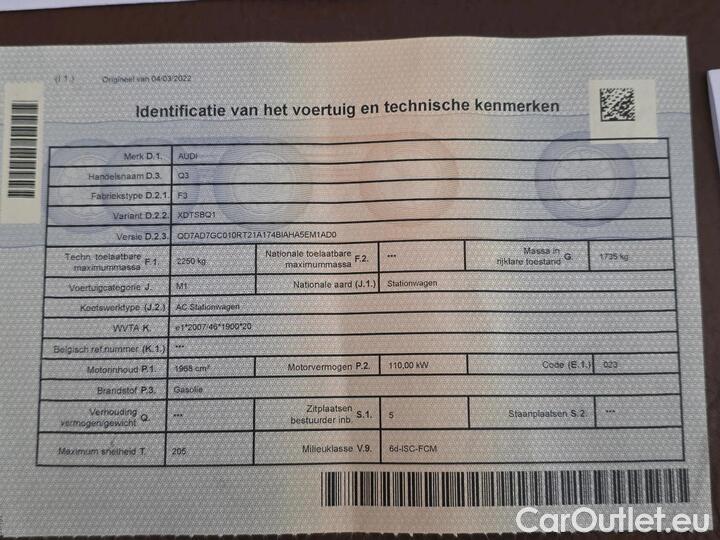 (I.1.) Origineel van 04/03/2022
Identificatie van het voertuig en technische kenmerken
Merk D.1. AUDI
Handelsnaam D.3. Q3
Fabriekstype D.2.1. F3
Variant D.2.2. XDTSBQ1
Versie D.2.3. QD7AD7GC010RT21A174BIAHA5EM1AD0
Techn. toelaatbare maximummassa F.1. 2250 kg Nationale toelaatbare maximummassa F.2. *** Massa in rijklare toestand G. 1735 kg
Voertuigcategorie J. M1 Nationale aard (J.1.) Stationwagen
Koetswerktype (J.2.) AC Stationwagen
WVTA K. e1*2007/46*1900*20
Belgisch ref.nummer (K.1.) ***
Motorinhoud P.1. 1968 cm³ Motorvermogen P.2. 110,00 kW Code (E.1.) 023
Brandstof P.3. Gasolie
Verhouding vermogen/gewicht Q. *** Zitplaatsen bestuurder inb. S.1. 5 Staanplaatsen S.2. ***
Maximum snelheid T. 205 Milieuklasse V.9. 6d-ISC-FCM
CarOutlet.eu